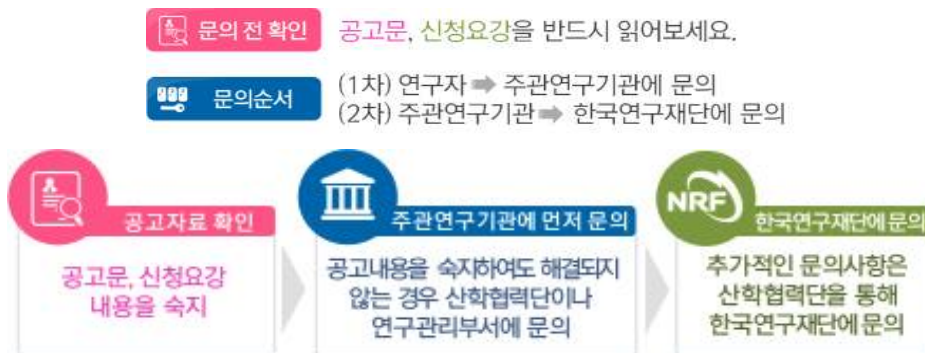 문의 전 확인 공고문, 신청요강을 반드시 읽어보세요.
문의순서 (1차) 연구자 ➡ 주관연구기관에 문의
(2차) 주관연구기관 ➡ 한국연구재단에 문의
공고자료 확인
공고문, 신청요강
내용을 숙지
주관연구기관에 먼저 문의
공고내용을 숙지하여도 해결되지
않는 경우 산학협력단이나
연구관리부서에 문의
NRF
한국연구재단에 문의
추가적인 문의사항은
산학협력단을 통해
한국연구재단에 문의